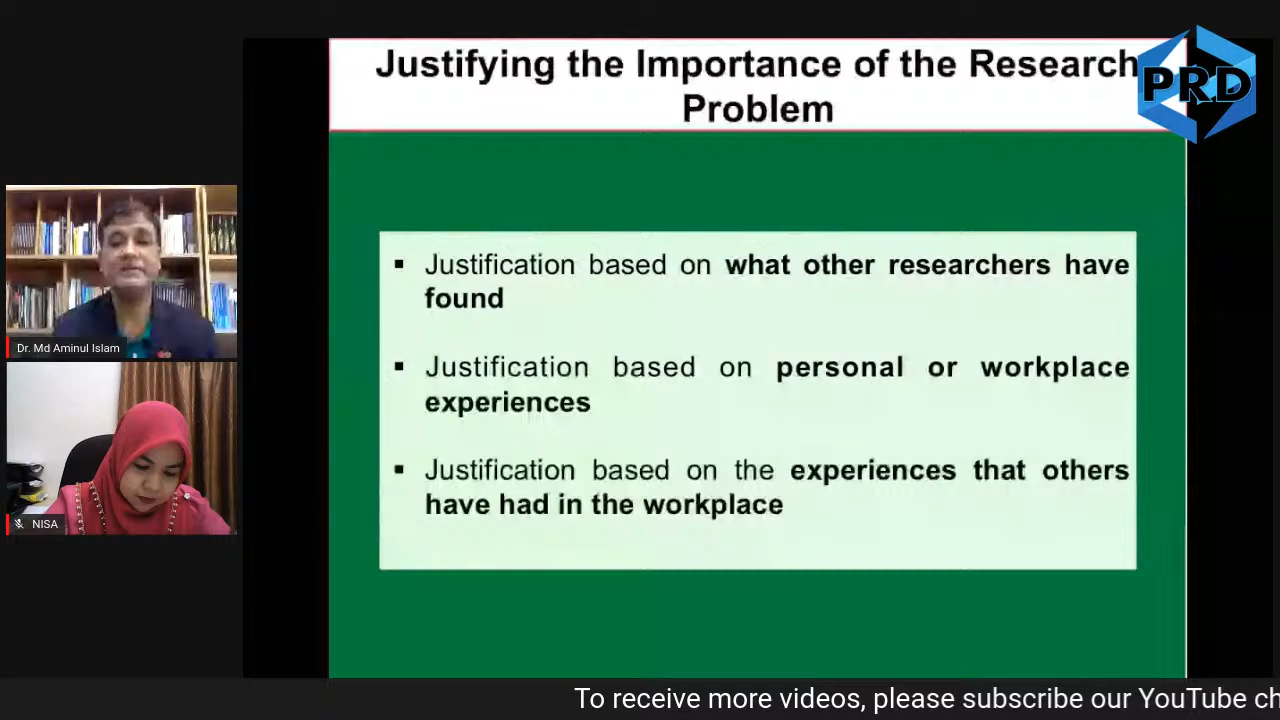 Justifying the Importance of the Research
Problem
PRD
▪ Justification based on what other researchers have
found
▪ Justification based on personal or workplace
experiences
▪ Justification based on the experiences that others
have had in the workplace
Dr. Md Aminul Islam
NISA
To receive more videos, please subscribe our YouTube ch